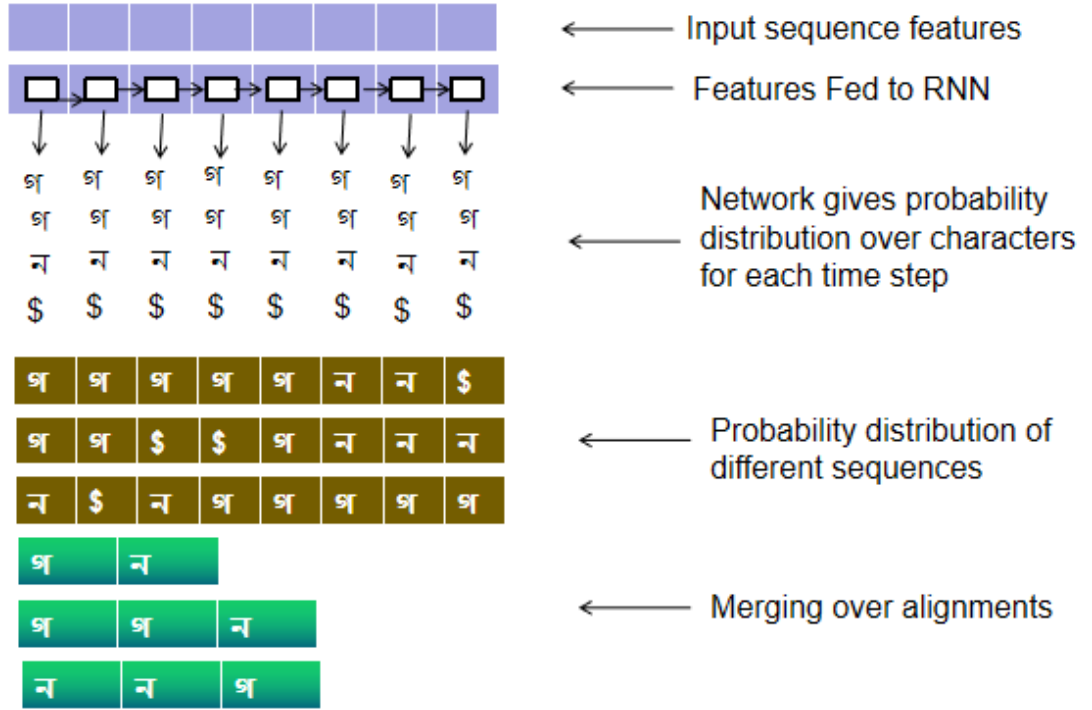 Input sequence features
Features Fed to RNN
গ গ গ গ গ গ গ গ
গ গ গ গ গ গ গ গ
ন ন ন ন ন ন ন ন
$ $ $ $ $ $ $ $
Network gives probability
distribution over characters
for each time step
গ গ গ গ গ ন ন $
গ গ $ $ গ ন ন ন
ন $ ন গ গ গ গ গ
Probability distribution of
different sequences
গ ন
গ গ ন
ন ন গ
Merging over alignments